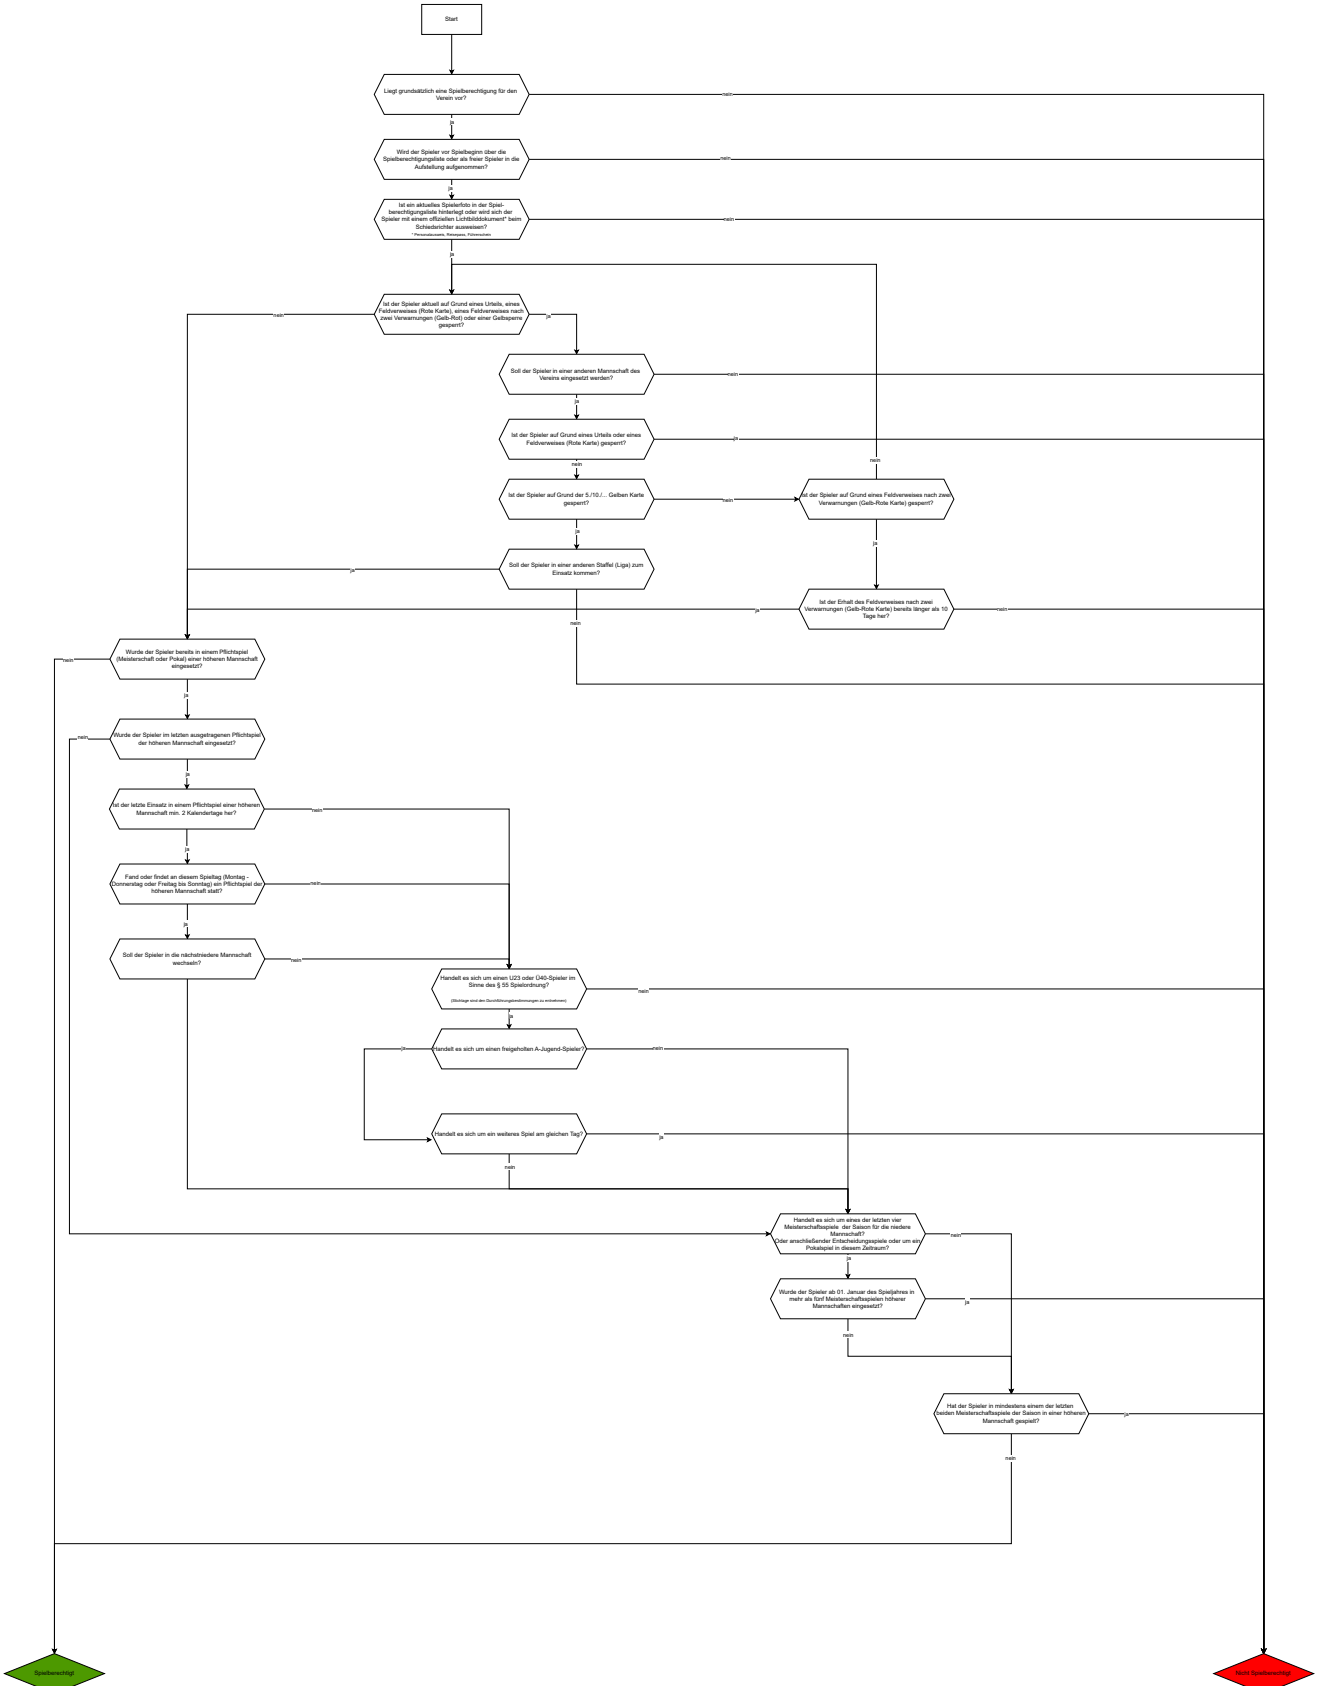 Start
Liegt grundsätzlich eine Spielberechtigung für den
Verein vor?
nein
ja
Wird der Spieler vor Spielbeginn über die
Spielberechtigungsliste oder als freier Spieler in die
Aufstellung aufgenommen?
nein
ja
Ist ein aktuelles Spielerfoto in der Spiel-
berechtigungsliste hinterlegt oder wird sich der
Spieler mit einem offiziellen Lichtbilddokument* beim
Schiedsrichter ausweisen?
* Personalausweis, Reisepass, Führerschein
nein
ja
Ist der Spieler aktuell auf Grund eines Urteils, eines
Feldverweises (Rote Karte), eines Feldverweises nach
zwei Verwarnungen (Gelb-Rot) oder einer Gelbsperre
gesperrt?
nein
ja
Soll der Spieler in einer anderen Mannschaft des
Vereins eingesetzt werden?
nein
ja
Ist der Spieler auf Grund eines Urteils oder eines
Feldverweises (Rote Karte) gesperrt?
ja
nein
nein
Ist der Spieler auf Grund der 5./10./... Gelben Karte
gesperrt?
nein
Ist der Spieler auf Grund eines Feldverweises nach zwei
Verwarnungen (Gelb-Rote Karte) gesperrt?
ja
ja
Soll der Spieler in einer anderen Staffel (Liga) zum
Einsatz kommen?
ja
nein
Ist der Erhalt des Feldverweises nach zwei
Verwarnungen (Gelb-Rote Karte) bereits länger als 10
Tage her?
ja
nein
Wurde der Spieler bereits in einem Pflichtspiel
(Meisterschaft oder Pokal) einer höheren Mannschaft
eingesetzt?
nein
ja
Wurde der Spieler im letzten ausgetragenen Pflichtspiel
der höheren Mannschaft eingesetzt?
nein
ja
Ist der letzte Einsatz in einem Pflichtspiel einer höheren
Mannschaft min. 2 Kalendertage her?
nein
ja
Fand oder findet an diesem Spieltag (Montag -
Donnerstag oder Freitag bis Sonntag) ein Pflichtspiel der
höheren Mannschaft statt?
nein
ja
Soll der Spieler in die nächstniedere Mannschaft
wechseln?
nein
Handelt es sich um einen U23 oder Ü40-Spieler im
Sinne des § 55 Spielordnung?
(Stichtage sind den Durchführungsbestimmungen zu entnehmen)
nein
ja
Handelt es sich um einen freigeholten A-Jugend-Spieler?
ja
nein
Handelt es sich um ein weiteres Spiel am gleichen Tag?
ja
nein
Handelt es sich um eines der letzten vier
Meisterschaftsspiele der Saison für die niedere
Mannschaft?
Oder anschließender Entscheidungsspiele oder um ein
Pokalspiel in diesem Zeitraum?
nein
ja
Wurde der Spieler ab 01. Januar des Spieljahres in
mehr als fünf Meisterschaftsspielen höherer
Mannschaften eingesetzt?
ja
nein
Hat der Spieler in mindestens einem der letzten
beiden Meisterschaftsspiele der Saison in einer höheren
Mannschaft gespielt?
ja
nein
Spielberechtigt
Nicht Spielberechtigt